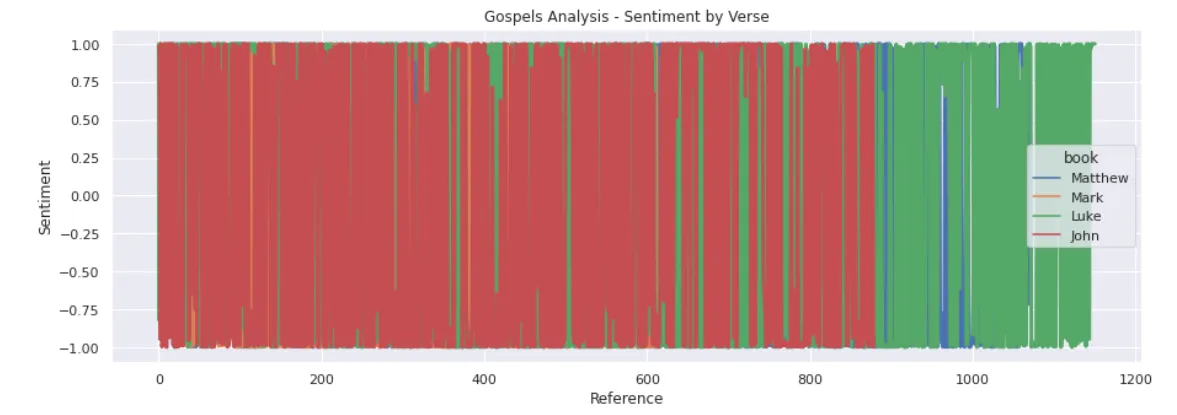 Gospels Analysis - Sentiment by Verse
1.00
0.75
0.50
0.25
0.00
−0.25
−0.50
−0.75
−1.00
Sentiment
book
Matthew
Mark
Luke
John
0 200 400 600 800 1000 1200
Reference